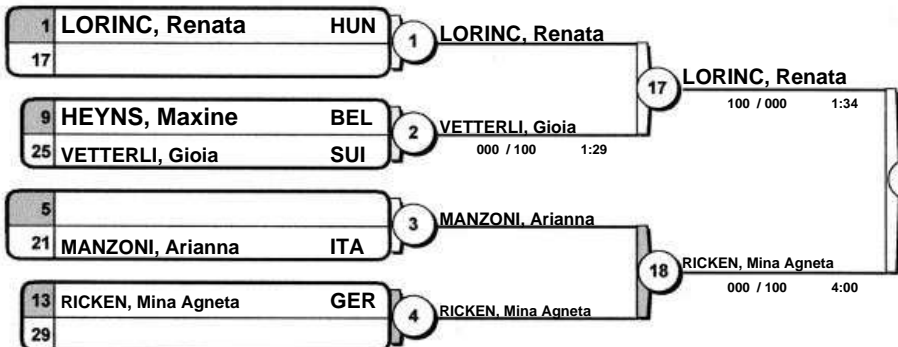 1 LORINC, Renata HUN
17
1
LORINC, Renata
9 HEYNS, Maxine BEL
25 VETTERLI, Gioia SUI
2
VETTERLI, Gioia
000 / 100 1:29
17
LORINC, Renata
100 / 000 1:34
5
21 MANZONI, Arianna ITA
3
MANZONI, Arianna
13 RICKEN, Mina Agneta GER
29
4
RICKEN, Mina Agneta
18
RICKEN, Mina Agneta
000 / 100 4:00